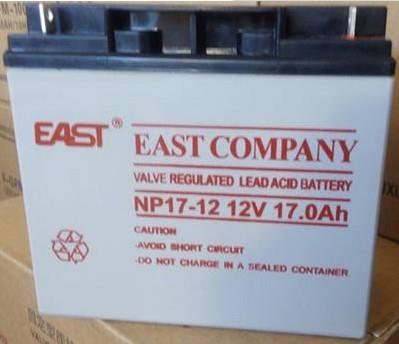 EAST®
EAST COMPANY
VALVE REGULATED LEAD ACID BATTERY
NP17-12 12V 17.0Ah
CAUTION
-AVOID SHORT CIRCUIT
-DO NOT CHARGE IN A SEALED CONTAINER